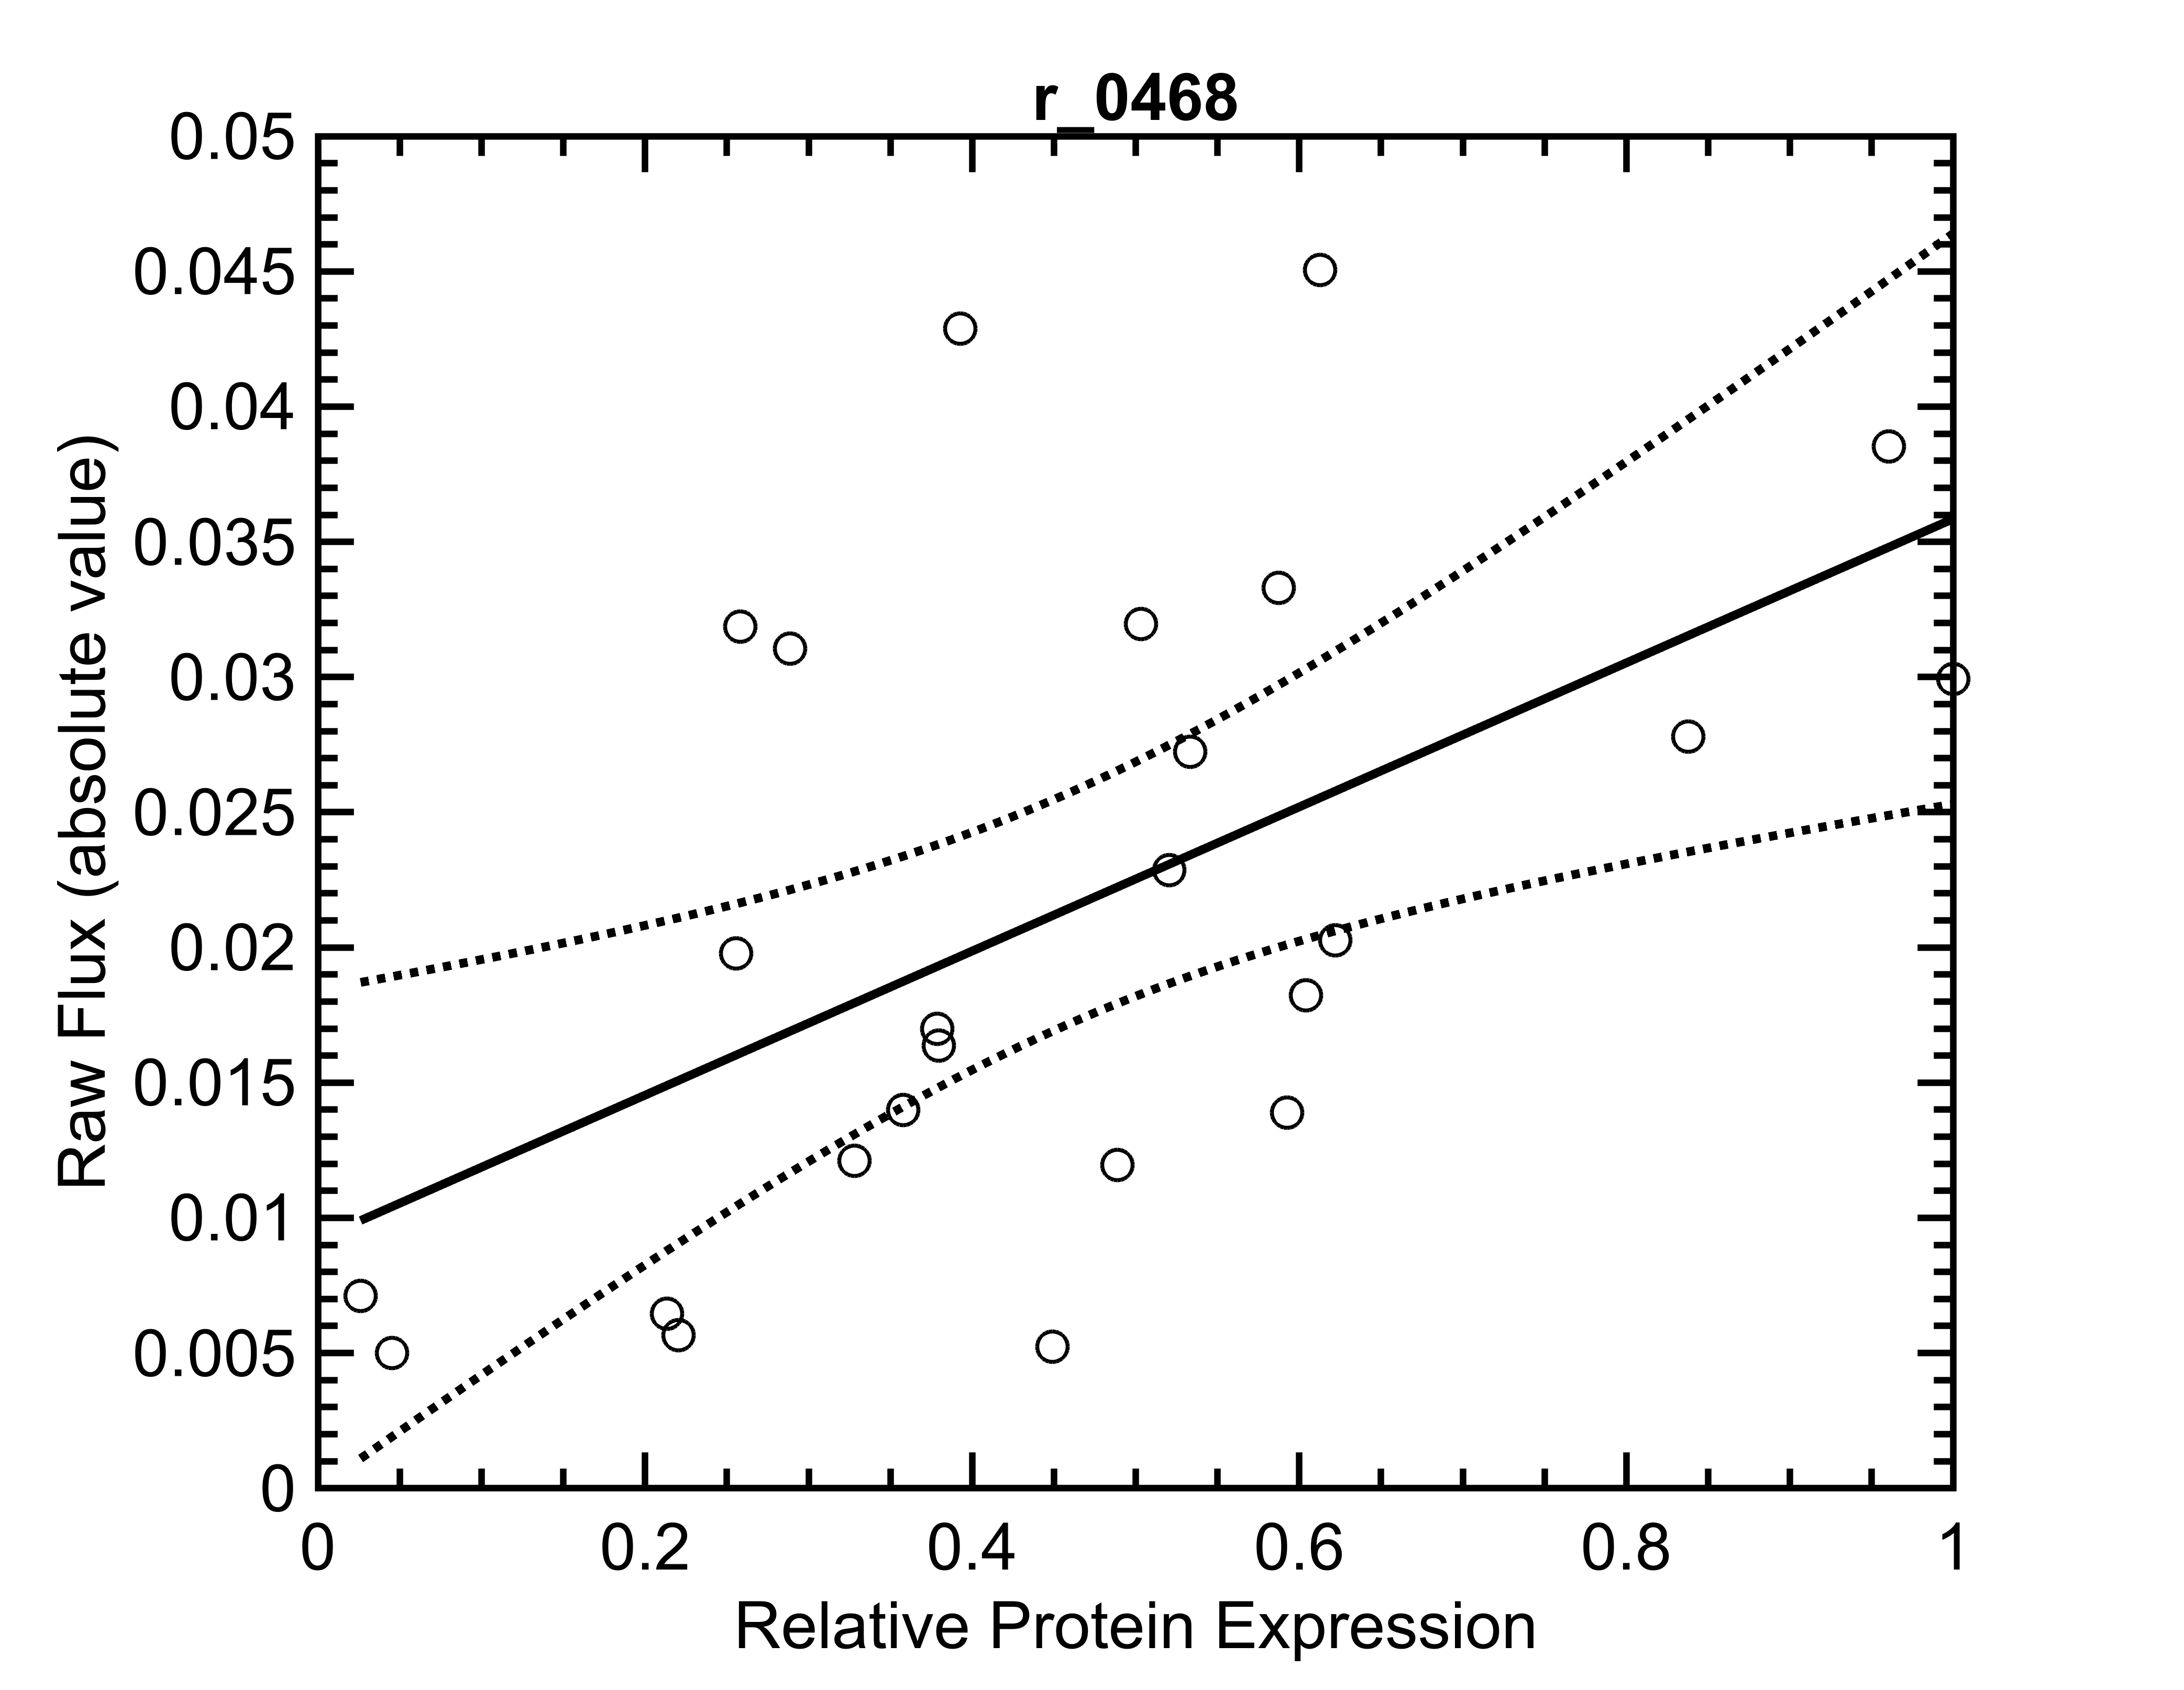 r_0468
0.05
0.045
0.04
0.035
0.03
0.025
0.02
0.015
0.01
0.005
0
Raw Flux (absolute value)
0 0.2 0.4 0.6 0.8 1
Relative Protein Expression